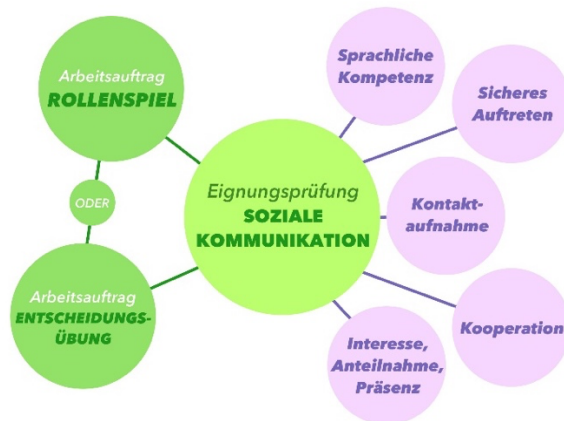 Arbeitsauftrag
ROLLENSPIEL
ODER
Arbeitsauftrag
ENTSCHEIDUNGS-
ÜBUNG
Eignungsprüfung
SOZIALE
KOMMUNIKATION
Sprachliche
Kompetenz
Sicheres
Auftreten
Kontakt-
aufnahme
Kooperation
Interesse,
Anteilnahme,
Präsenz